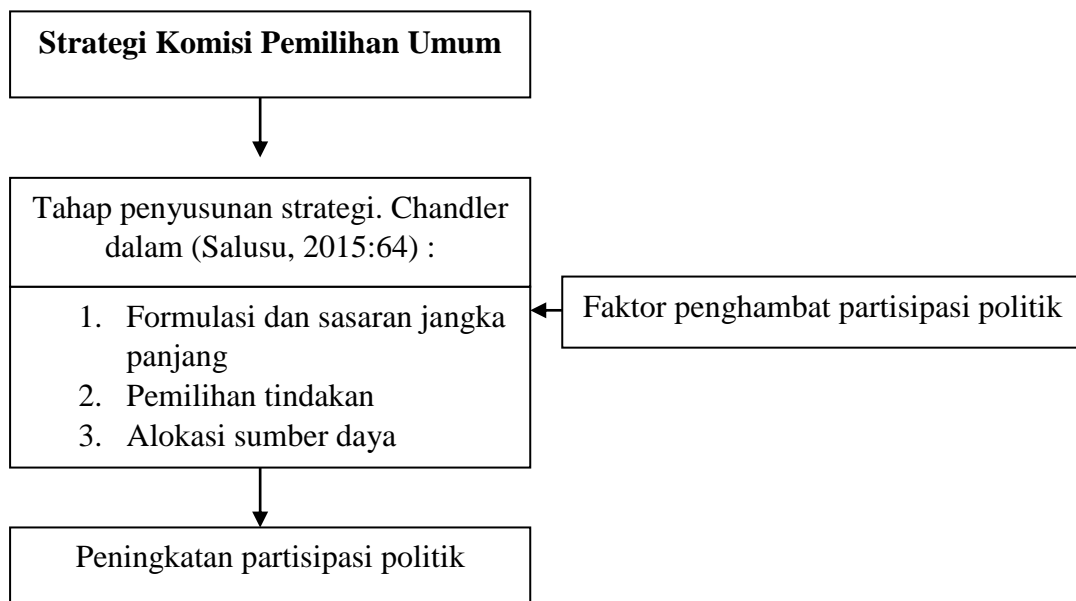 Strategi Komisi Pemilihan Umum
Tahap penyusunan strategi. Chandler
dalam (Salusu, 2015:64) :
1. Formulasi dan sasaran jangka
panjang
2. Pemilihan tindakan
3. Alokasi sumber daya
Faktor penghambat partisipasi politik
Peningkatan partisipasi politik